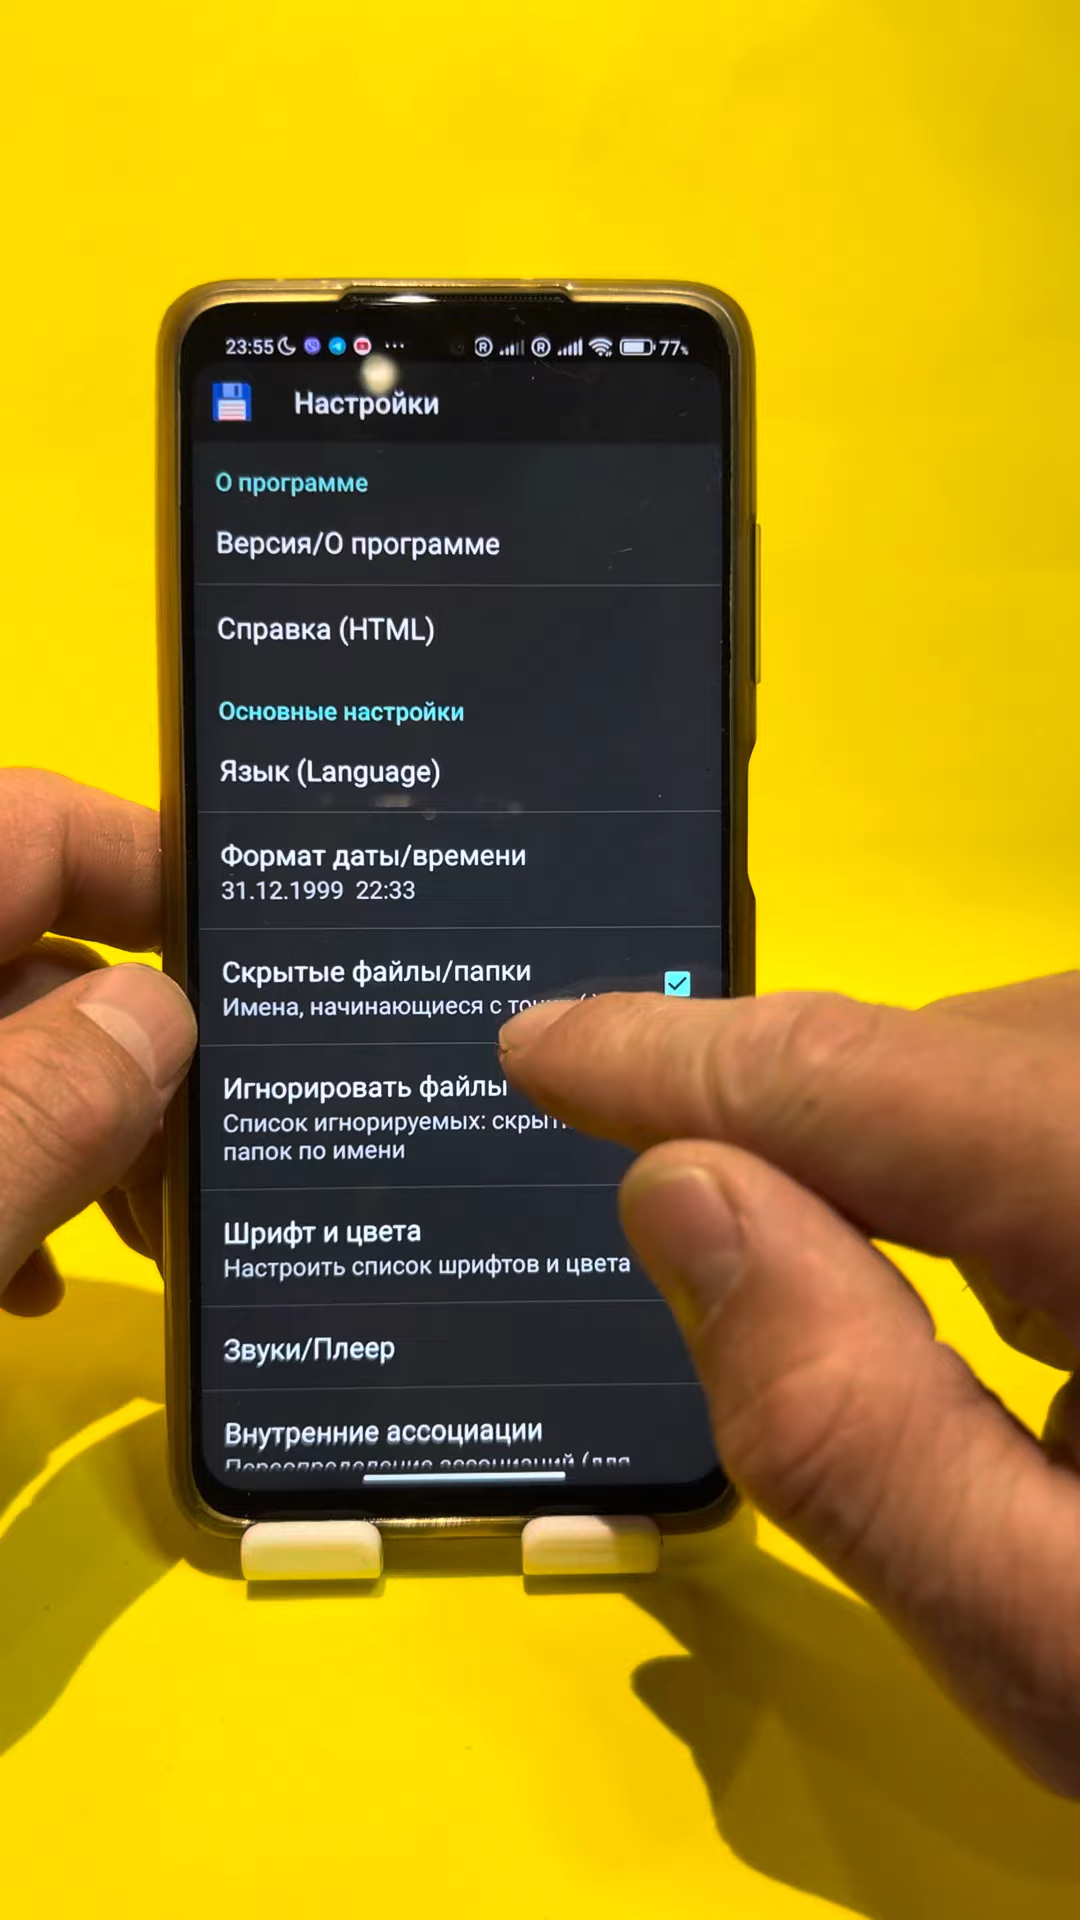 23:55 ® ® 77%
Настройки
О программе
Версия/О программе
Справка (HTML)
Основные настройки
Язык (Language)
Формат даты/времени
31.12.1999 22:33
Скрытые файлы/папки
Имена, начинающиеся с
Игнорировать файлы
Список игнорируемых:
папок по имени
Шрифт и цвета
Настроить список шрифтов и цвета
Звуки/Плеер
Внутренние ассоциации